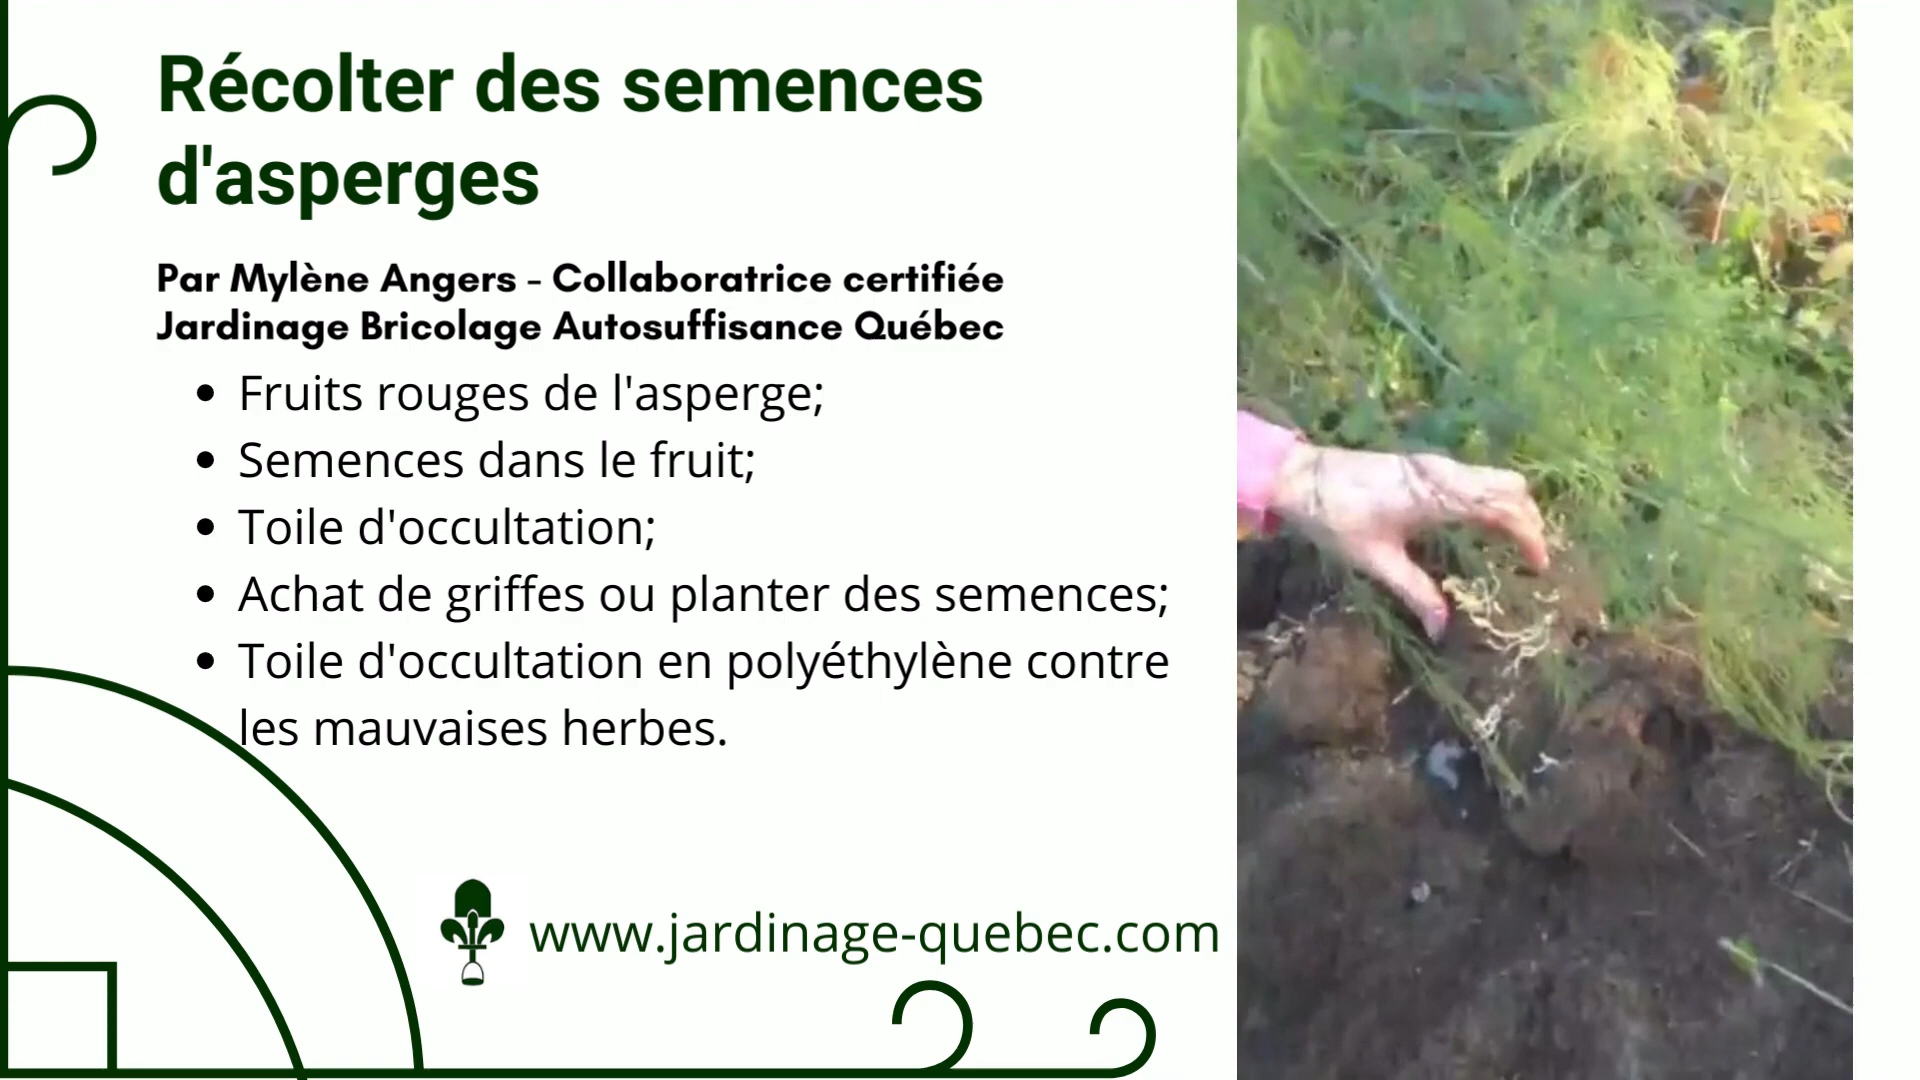 Récolter des semences
d'asperges
Par Mylène Angers - Collaboratrice certifiée
Jardinage Bricolage Autosuffisance Québec
• Fruits rouges de l'asperge;
• Semences dans le fruit;
• Toile d'occultation;
• Achat de griffes ou planter des semences;
• Toile d'occultation en polyéthylène contre
les mauvaises herbes.
www.jardinage-quebec.com